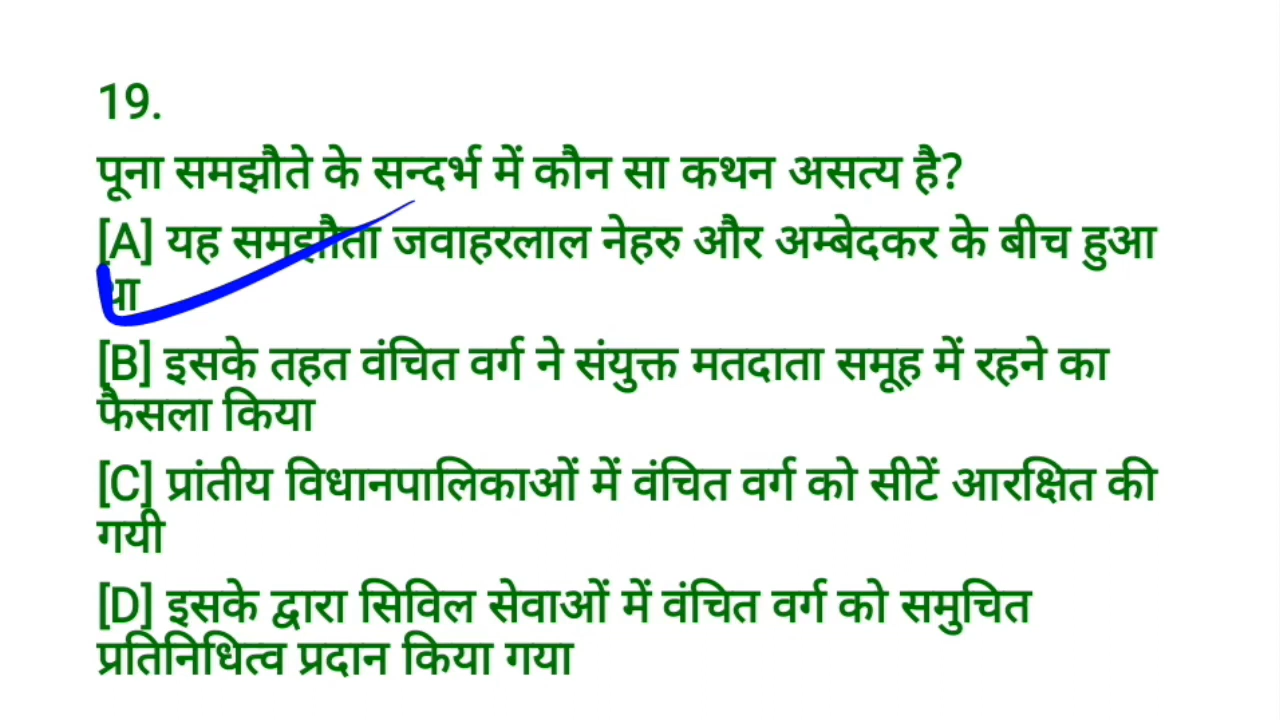 19.
पूना समझौते के सन्दर्भ में कौन सा कथन असत्य है?
[A] यह समझौता जवाहरलाल नेहरु और अम्बेदकर के बीच हुआ
था
[B] इसके तहत वंचित वर्ग ने संयुक्त मतदाता समूह में रहने का
फैसला किया
[C] प्रांतीय विधानपालिकाओं में वंचित वर्ग को सीटें आरक्षित की
गयी
[D] इसके द्वारा सिविल सेवाओं में वंचित वर्ग को समुचित
प्रतिनिधित्व प्रदान किया गया